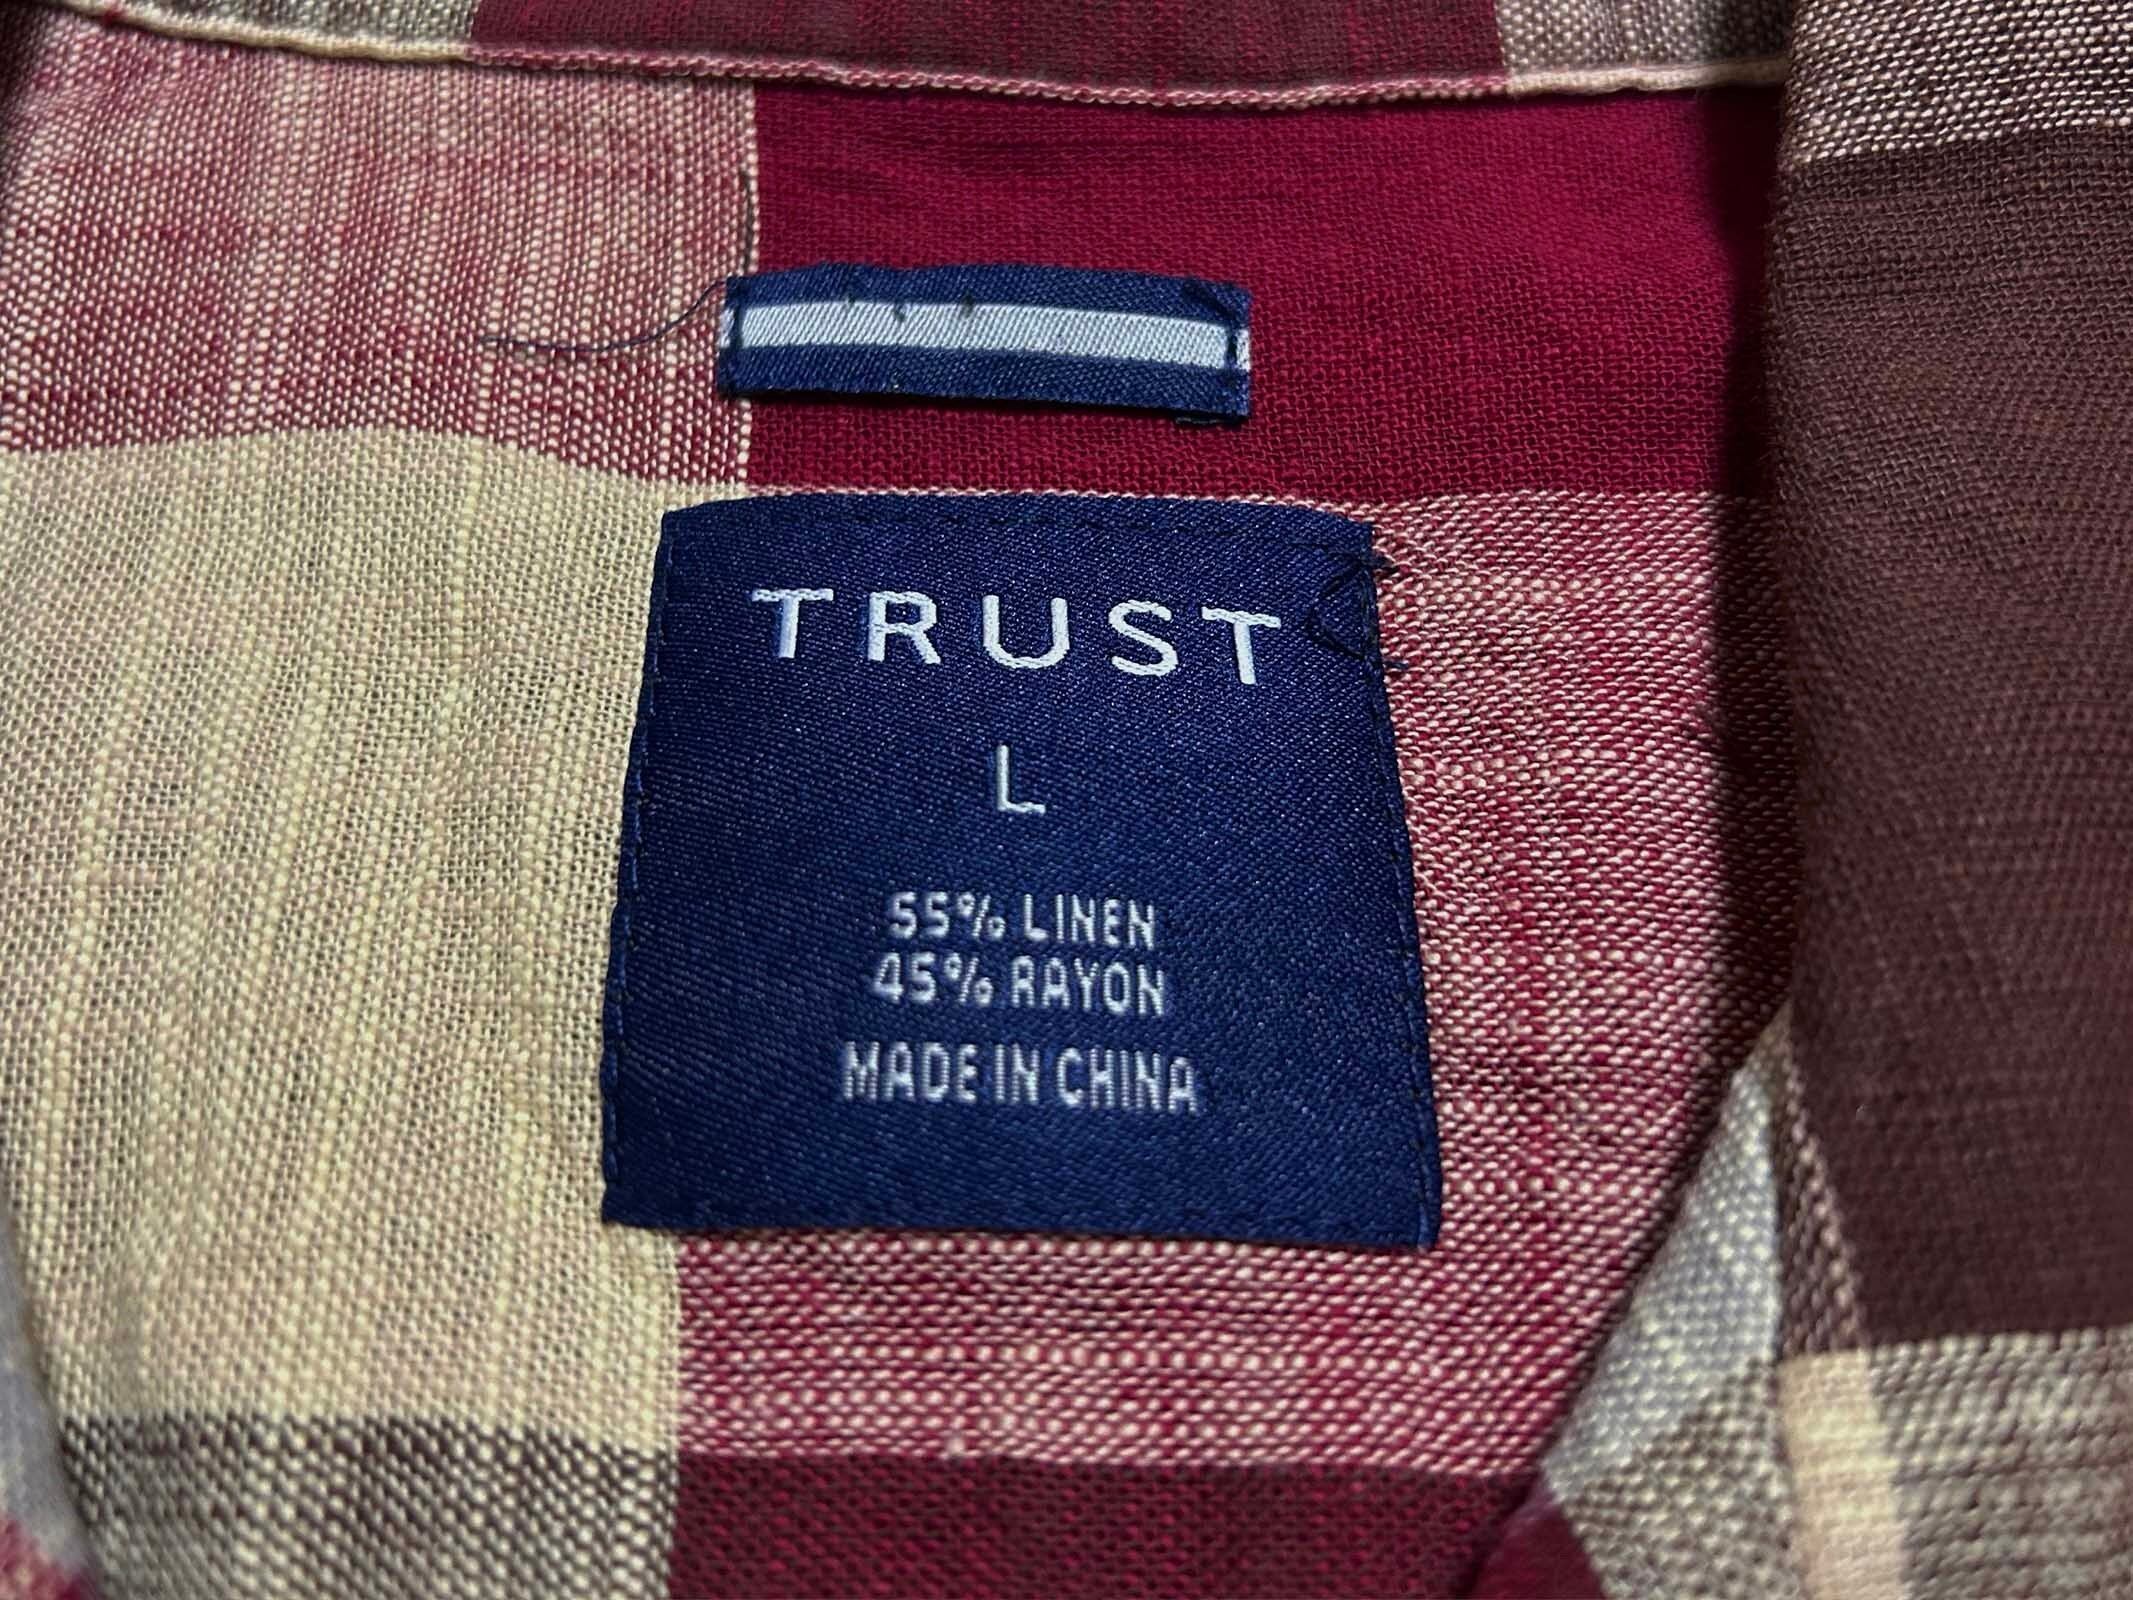 TRUST
L
55% LINEN
45% RAYON
MADE IN CHINA